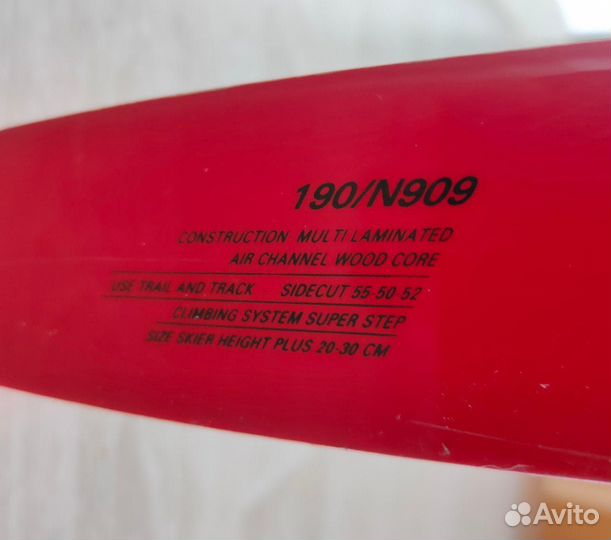 190/N909
CONSTRUCTION MULTI LAMINATED
AIR CHANNEL WOOD CORE
USE TRAIL AND TRACK SIDECUT 55-50-52
CLIMBING SYSTEM SUPER STEP
SIZE SKIER HEIGHT PLUS 20-30 CM
Avito